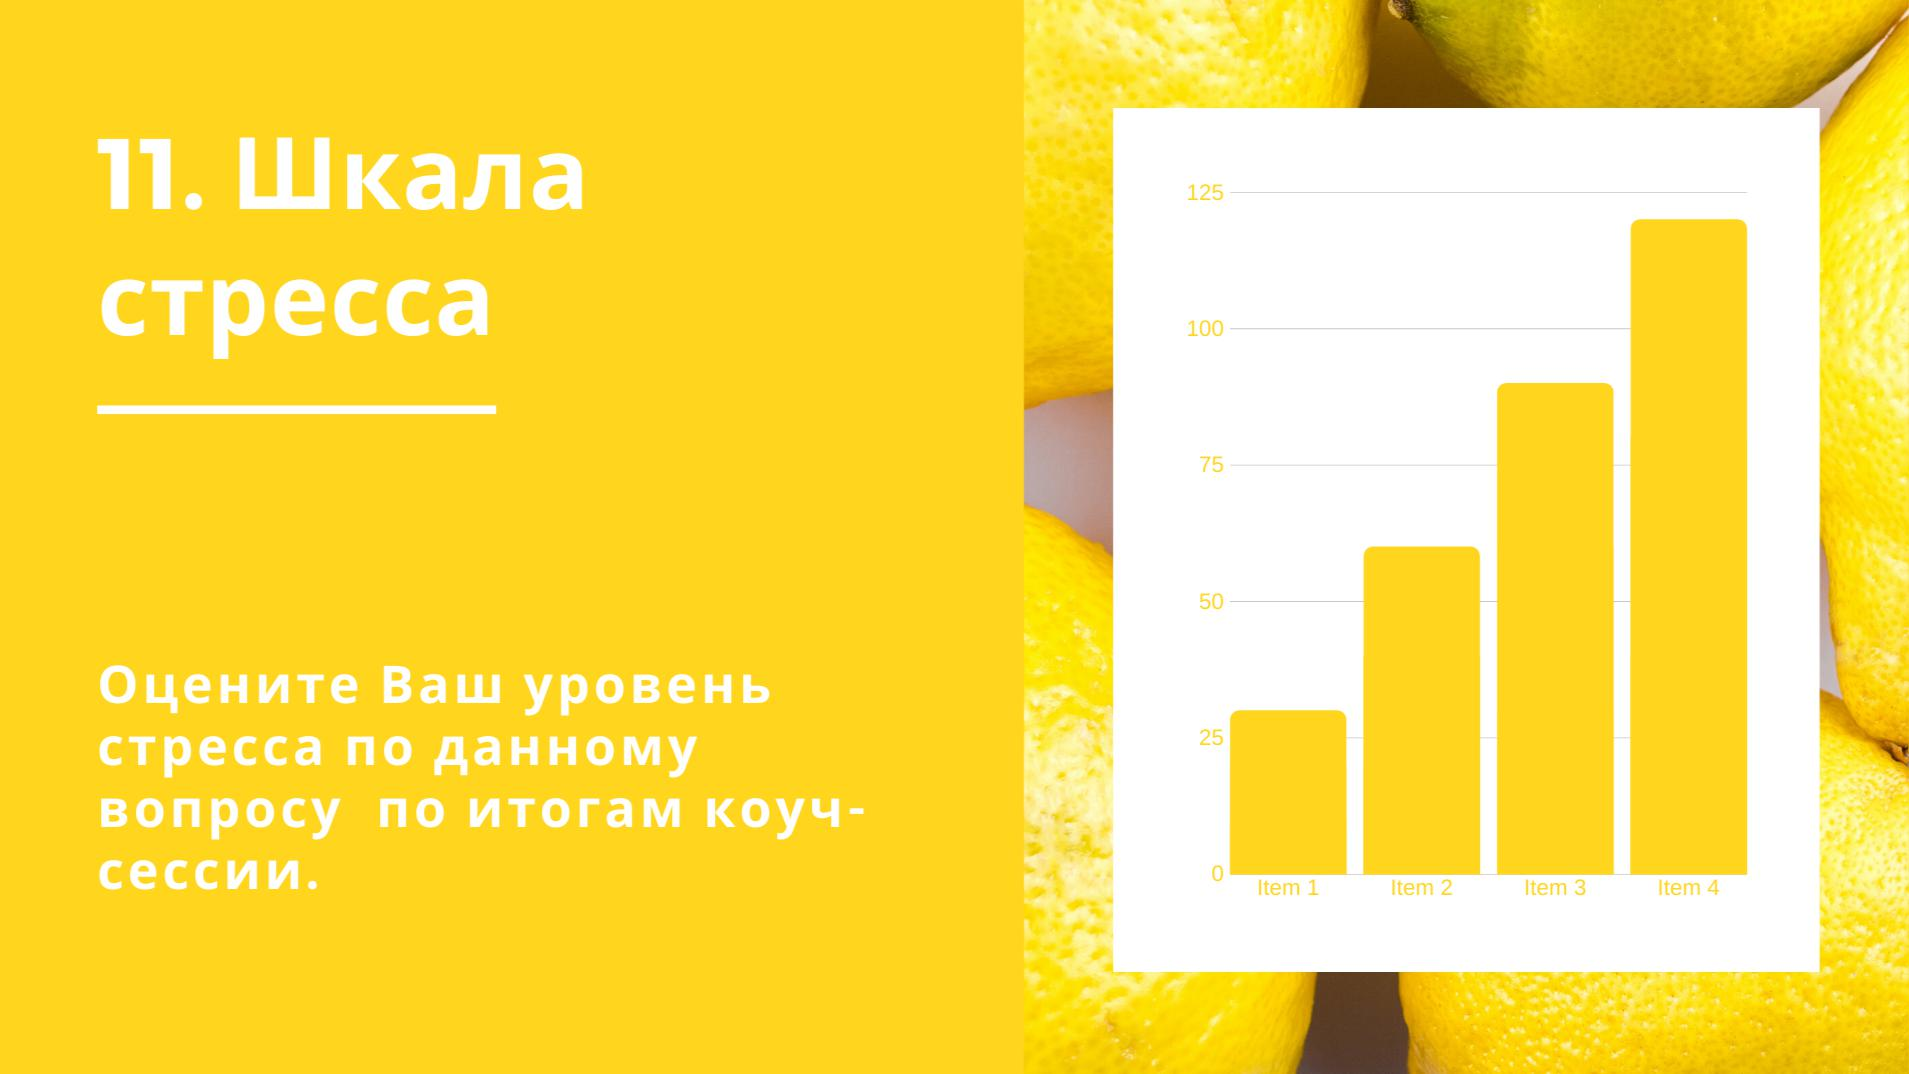 11. Шкала
стресса
Оцените Ваш уровень
стресса по данному
вопросу  по итогам коуч-
сессии.
125
100
75
50
25
0
Item 1 Item 2 Item 3 Item 4